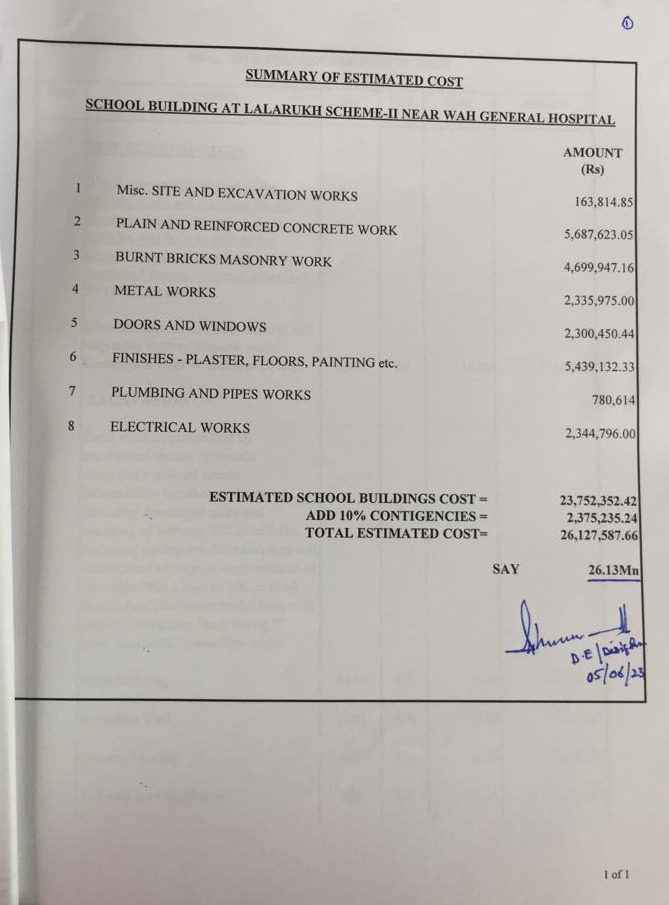 1
SUMMARY OF ESTIMATED COST
SCHOOL BUILDING AT LALARUKH SCHEME-II NEAR WAH GENERAL HOSPITAL
AMOUNT
(Rs)
1 Misc. SITE AND EXCAVATION WORKS 163,814.85
2 PLAIN AND REINFORCED CONCRETE WORK 5,687,623.05
3 BURNT BRICKS MASONRY WORK 4,699,947.16
4 METAL WORKS 2,335,975.00
5 DOORS AND WINDOWS 2,300,450.44
6 FINISHES - PLASTER, FLOORS, PAINTING etc. 5,439,132.33
7 PLUMBING AND PIPES WORKS 780,614
8 ELECTRICAL WORKS 2,344,796.00
ESTIMATED SCHOOL BUILDINGS COST = 23,752,352.42
ADD 10% CONTIGENCIES = 2,375,235.24
TOTAL ESTIMATED COST= 26,127,587.66
SAY 26.13Mn
D.E /
05/06/23
1 of 1